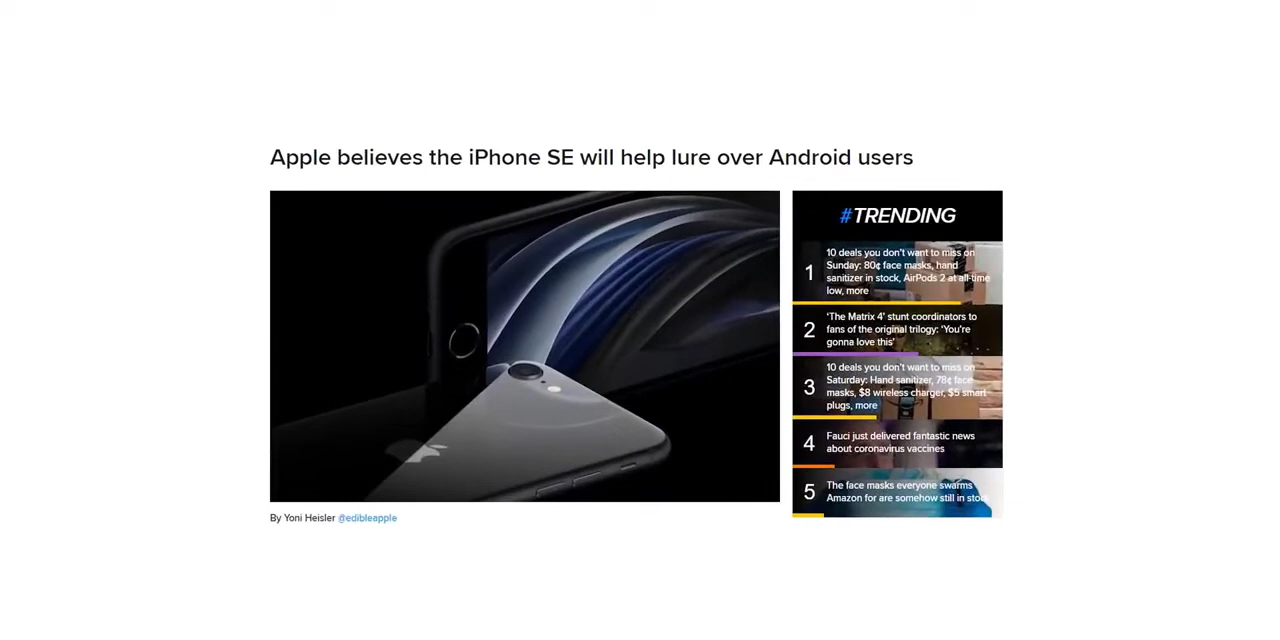 Apple believes the iPhone SE will help lure over Android users
#TRENDING
1
10 deals you don't want to miss on
Sunday: 80¢ face masks, hand
sanitizer in stock, AirPods 2 at all-time
low, more
2
'The Matrix 4' stunt coordinators to
fans of the original trilogy: 'You're
gonna love this'
3
10 deals you don't want to miss on
Saturday: Hand sanitizer, 78¢ face
masks, $8 wireless charger, $5 smart
plugs, more
4
Fauci just delivered fantastic news
about coronavirus vaccines
5
The face masks everyone swarms
Amazon for are somehow still in stock
By Yoni Heisler @edibleapple